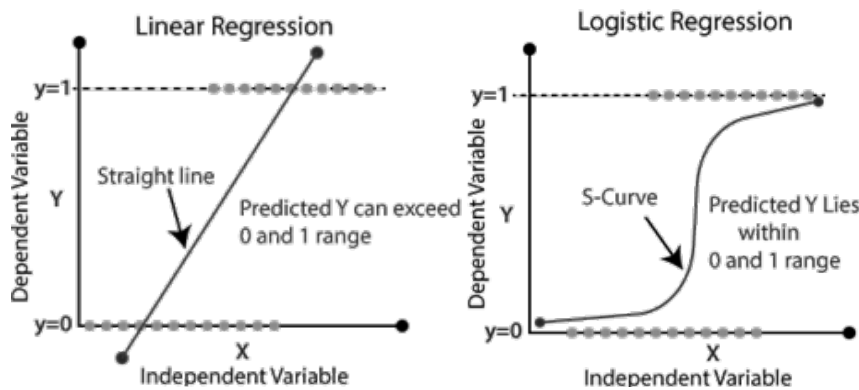 Linear Regression
y=1
Dependent Variable
Y
Straight line
Predicted Y can exceed
0 and 1 range
y=0
X
Independent Variable
Logistic Regression
y=1
Dependent Variable
Y
S-Curve
Predicted Y Lies
within
0 and 1 range
y=0
X
Independent Variable